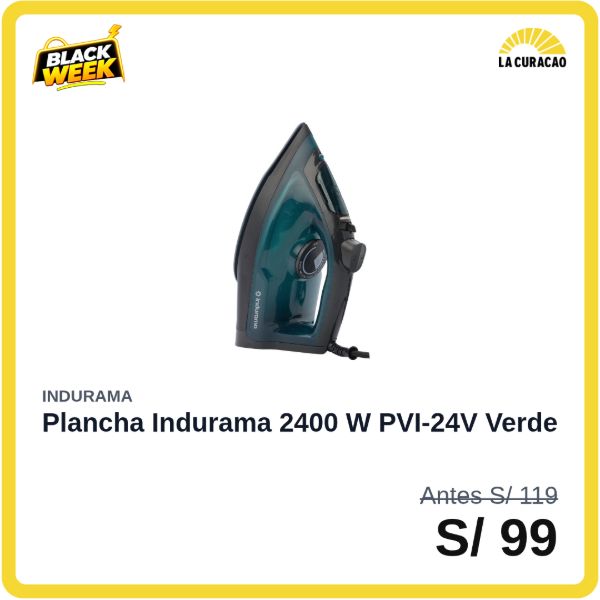 BLACK
WEEK
LA CURACAO
indurama
INDURAMA
Plancha Indurama 2400 W PVI-24V Verde
Antes S/ 119
S/ 99